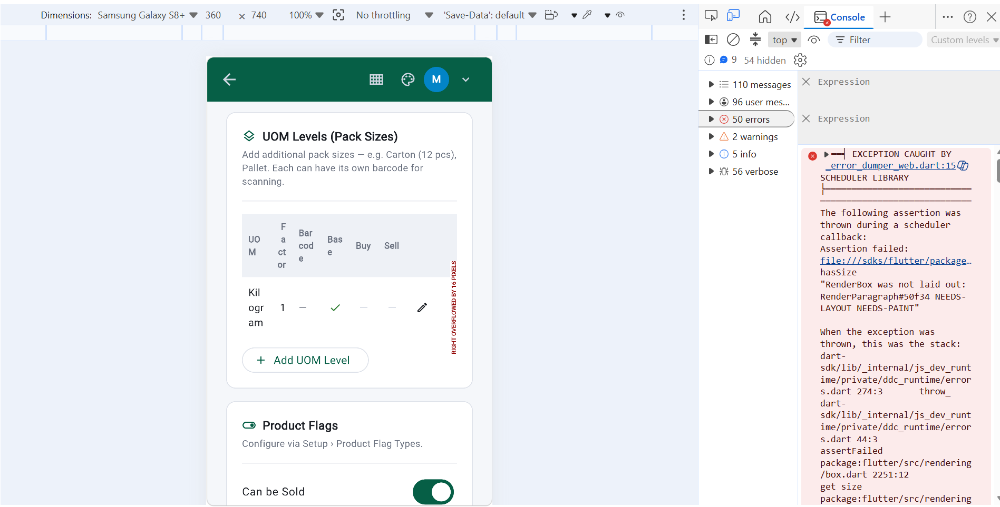 Dimensions: Samsung Galaxy S8+ 360 × 740 100% No throttling 'Save-Data': default
Console
top Filter Custom levels
9 54 hidden
110 messages
96 user mes...
50 errors
2 warnings
5 info
56 verbose
Expression
Expression
M
UOM Levels (Pack Sizes)
Add additional pack sizes — e.g. Carton (12 pcs),
Pallet. Each can have its own barcode for
scanning.
UO
M
F
a
ct
or
Bar
cod
e
Bas
e
Buy
Sell
Kil
ogr
am
1
—
—
—
RIGHT OVERFLOWED BY 16 PIXELS
+ Add UOM Level
Product Flags
Configure via Setup › Product Flag Types.
Can be Sold
══╡ EXCEPTION CAUGHT BY
_error_dumper_web.dart:15
SCHEDULER LIBRARY
╞════════════════════════════
════════════════════════════
The following assertion was
thrown during a scheduler
callback:
Assertion failed:
file:///sdks/flutter/package…
hasSize
"RenderBox was not laid out:
RenderParagraph#50f34 NEEDS-
LAYOUT NEEDS-PAINT"
When the exception was
thrown, this was the stack:
dart-
sdk/lib/_internal/js_dev_runt
ime/private/ddc_runtime/error
s.dart 274:3 throw_
dart-
sdk/lib/_internal/js_dev_runt
ime/private/ddc_runtime/error
s.dart 44:3
assertFailed
package:flutter/src/rendering
/box.dart 2251:12
get size
package:flutter/src/rendering